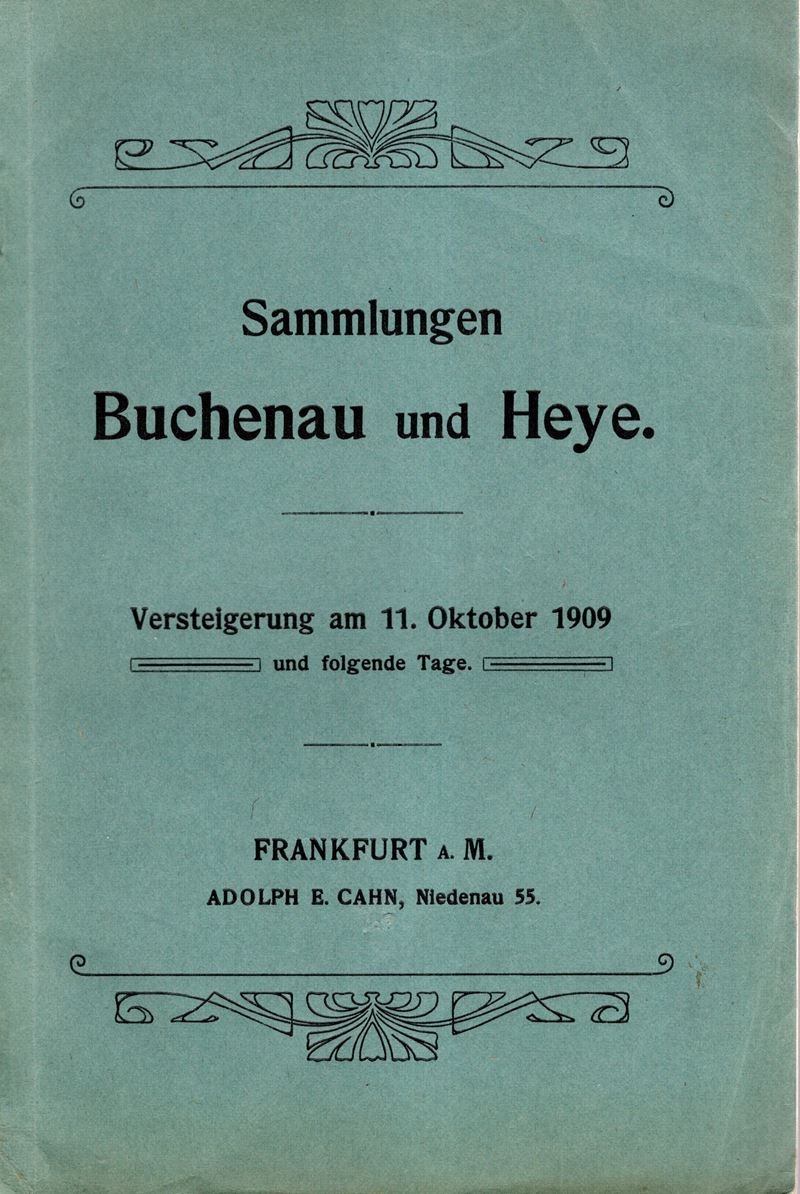 Sammlungen
Buchenau und Heye.
Versteigerung am 11. Oktober 1909
und folgende Tage.
FRANKFURT A. M.
ADOLPH E. CAHN, Niedenau 55.